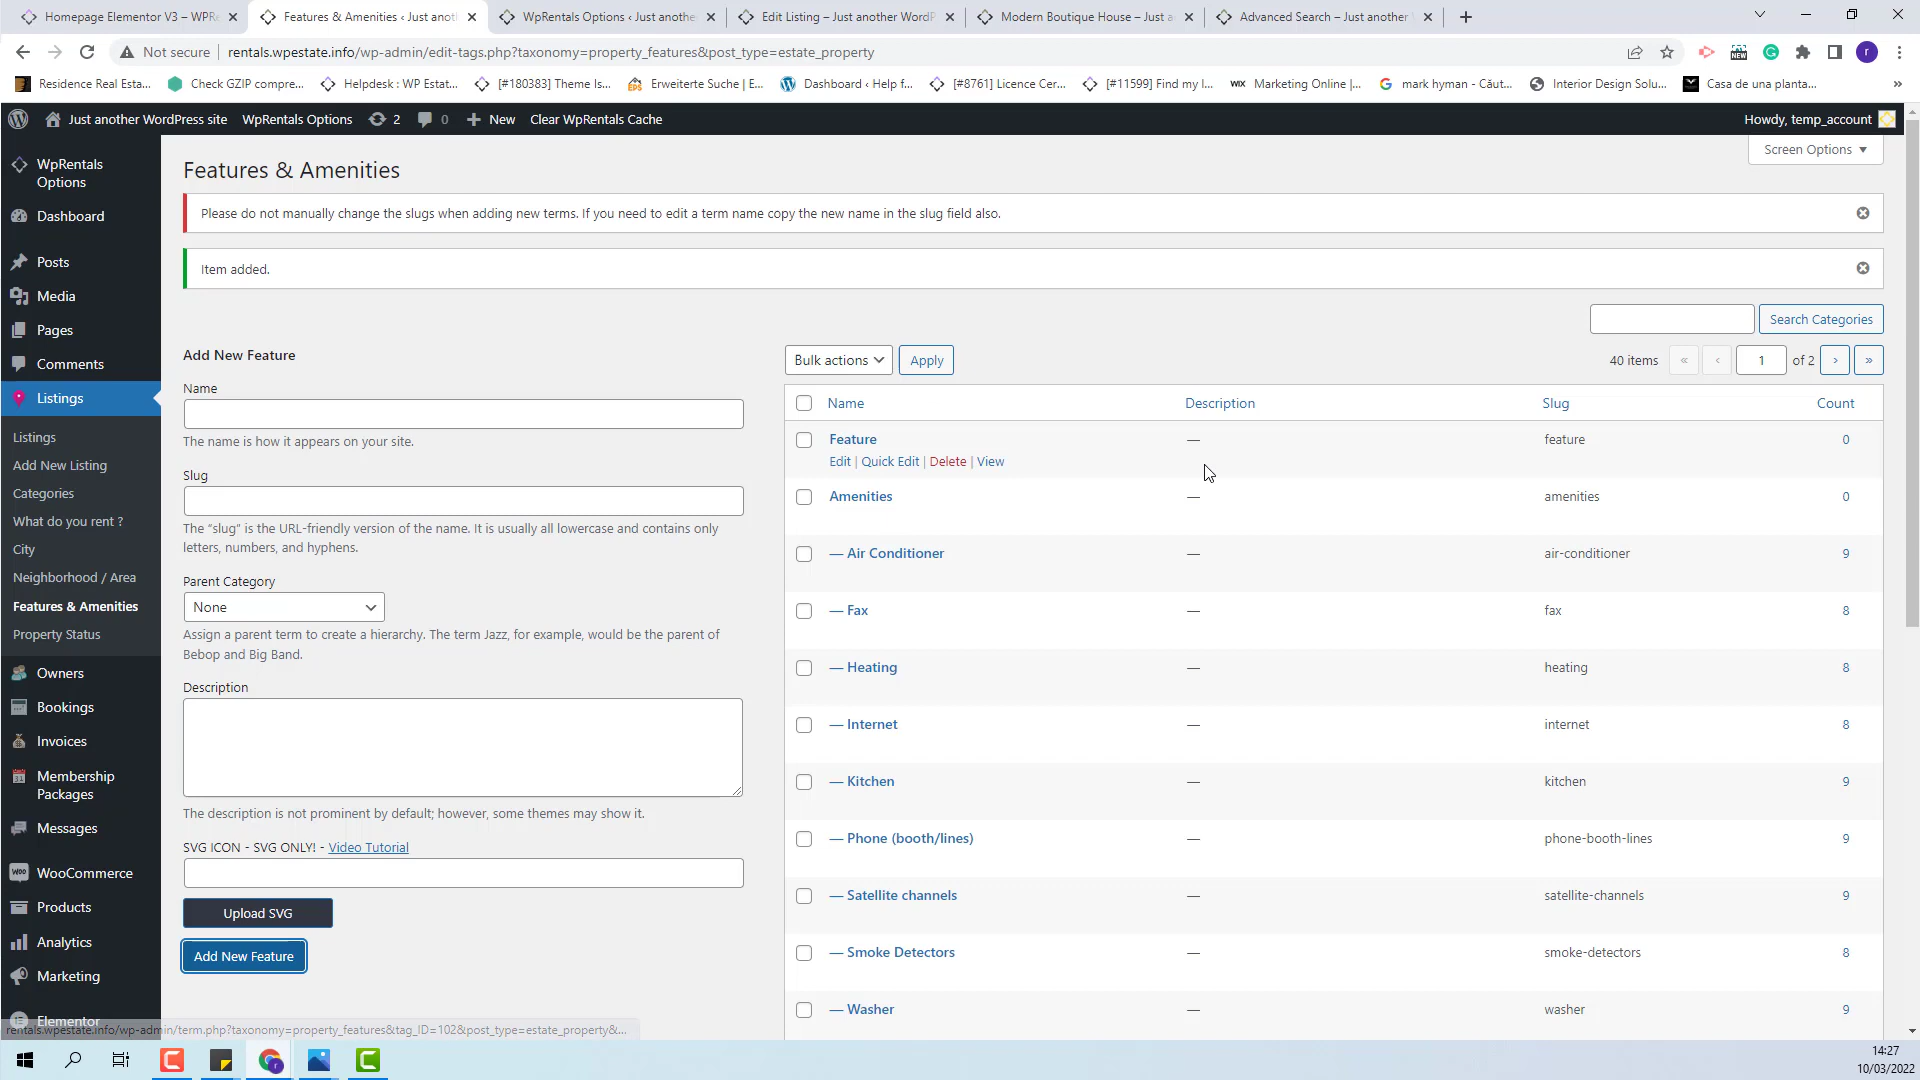 Homepage Elementor V3 – WPRe
Features & Amenities ‹ Just anot
WpRentals Options ‹ Just anothe
Edit Listing – Just another WordP
Modern Boutique House – Just a
Advanced Search – Just another
Not secure
rentals.wpestate.info/wp-admin/edit-tags.php?taxonomy=property_features&post_type=estate_property
Residence Real Esta...
Check GZIP compre...
Helpdesk : WP Estat...
[#180383] Theme Is...
Erweiterte Suche | E...
Dashboard ‹ Help f...
[#8761] Licence Cer...
[#11599] Find my l...
Marketing Online |...
mark hyman - Căut...
Interior Design Solu...
Casa de una planta...
Just another WordPress site
WpRentals Options
2
0
New
Clear WpRentals Cache
Howdy, temp_account
WpRentals
Options
Dashboard
Posts
Media
Pages
Comments
Listings
Listings
Add New Listing
Categories
What do you rent ?
City
Neighborhood / Area
Features & Amenities
Property Status
Owners
Bookings
Invoices
Membership
Packages
Messages
WooCommerce
Products
Analytics
Marketing
Elementor
Features & Amenities
Screen Options
Please do not manually change the slugs when adding new terms. If you need to edit a term name copy the new name in the slug field also.
Item added.
Search Categories
Add New Feature
Name
The name is how it appears on your site.
Slug
The “slug” is the URL-friendly version of the name. It is usually all lowercase and contains only
letters, numbers, and hyphens.
Parent Category
None
Assign a parent term to create a hierarchy. The term Jazz, for example, would be the parent of
Bebop and Big Band.
Description
The description is not prominent by default; however, some themes may show it.
SVG ICON - SVG ONLY! - Video Tutorial
Upload SVG
Add New Feature
Bulk actions
Apply
40 items « ‹ 1 of 2 › »
Name Description Slug Count
Feature — feature 0
Edit | Quick Edit | Delete | View
Amenities — amenities 0
— Air Conditioner — air-conditioner 9
— Fax — fax 8
— Heating — heating 8
— Internet — internet 8
— Kitchen — kitchen 9
— Phone (booth/lines) — phone-booth-lines 9
— Satellite channels — satellite-channels 9
— Smoke Detectors — smoke-detectors 8
— Washer — washer 9
rentals.wpestate.info/wp-admin/term.php?taxonomy=property_features&tag_ID=102&post_type=estate_property&...
14:27
10/03/2022